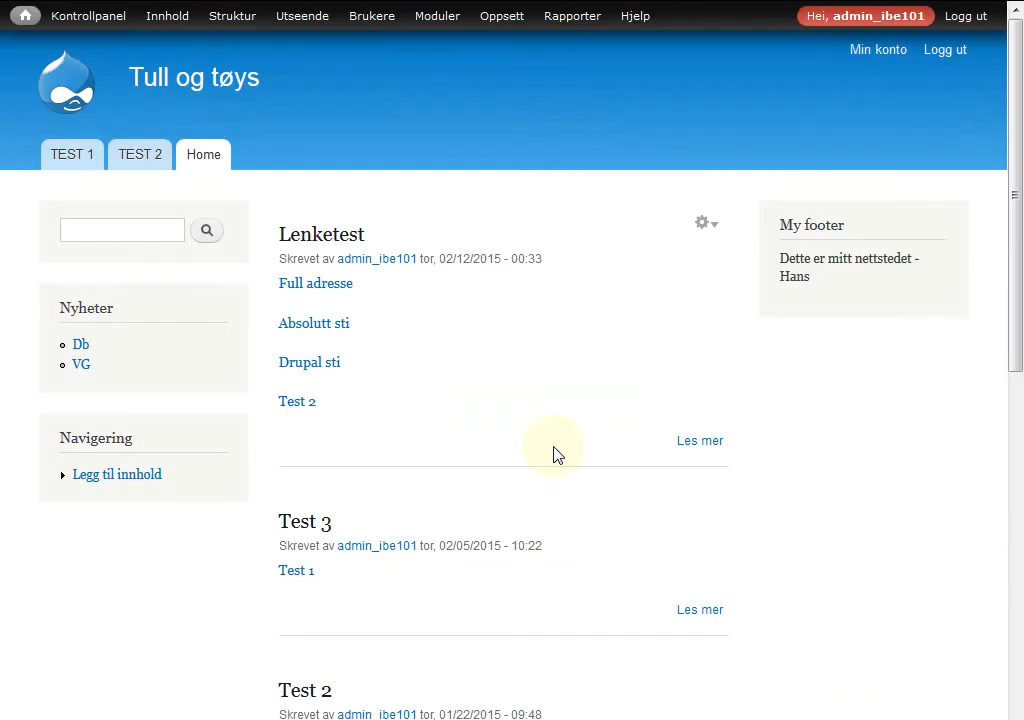 Kontrollpanel Innhold Struktur Utseende Brukere Moduler Oppsett Rapporter Hjelp Hei, admin_ibe101 Logg ut
Min konto Logg ut
Tull og tøys
TEST 1 TEST 2 Home
Nyheter
Db
VG
Navigering
Legg til innhold
Lenketest
Skrevet av admin_ibe101 tor, 02/12/2015 - 00:33
Full adresse
Absolutt sti
Drupal sti
Test 2
Les mer
Test 3
Skrevet av admin_ibe101 tor, 02/05/2015 - 10:22
Test 1
Les mer
Test 2
Skrevet av admin_ibe101 tor, 01/22/2015 - 09:48
My footer
Dette er mitt nettstedet -
Hans